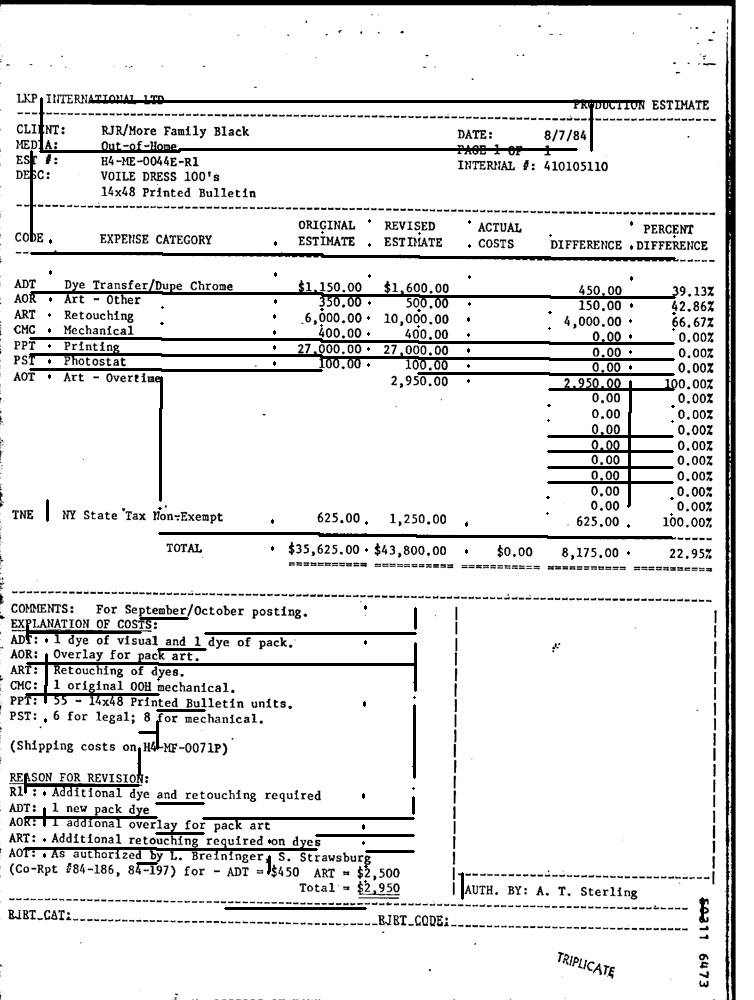 LKP INTERNATIONAL LTD PRODUCTION ESTIMATE
CLIENT: RJR/More Family Black DATE: 8/7/84
MEDIA: Out-of-Home PAGE 1 OF 1
EST #: H4-ME-0044E-R1 INTERNAL #: 410105110
DESC: VOILE DRESS 100's
14x48 Printed Bulletin
ORIGINAL REVISED ACTUAL PERCENT
CODE. EXPENSE CATEGORY ESTIMATE ESTIMATE COSTS DIFFERENCE DIFFERENCE
ADT Dye Transfer/Dupe Chrome $1,150.00 $1,600.00 450.00 39.13%
AOR Art - Other 350.00 500.00 150.00 42.86%
ART Retouching 6,000.00 10,000.00 4,000.00 66.67%
CMC Mechanical 400.00 400.00 0.00 0.00%
PPT Printing 27,000.00 27,000.00 0.00 0.00%
PST Photostat 100.00 100.00 0.00 0.00%
AOT Art - Overtime 2,950.00 2,950.00 100.00%
0.00 0.00%
0.00 0.00%
0.00 0.00%
0.00 0.00%
0.00 0.00%
0.00 0.00%
0.00 0.00%
0.00 0.00%
TNE NY State Tax Non-Exempt 625.00 1,250.00 625.00 100.00%
TOTAL $35,625.00 $43,800.00 $0.00 8,175.00 22.95%
COMMENTS: For September/October posting.
EXPLANATION OF COSTS:
ADT: 1 dye of visual and 1 dye of pack.
AOR: Overlay for pack art.
ART: Retouching of dyes.
CMC: 1 original OOH mechanical.
PPT: 55 - 14x48 Printed Bulletin units.
PST: 6 for legal; 8 for mechanical.
(Shipping costs on H4-MF-0071P)
REASON FOR REVISION:
R1 : Additional dye and retouching required
ADT: 1 new pack dye
AOR: 1 addional overlay for pack art
ART: Additional retouching required on dyes
AOT: As authorized by L. Breininger, S. Strawsburg
(Co-Rpt #84-186, 84-197) for - ADT = $450 ART = $2,500
Total = $2,950
AUTH. BY: A. T. Sterling
RJRT CAT: RJRT CODE:
TRIPLICATE
6473